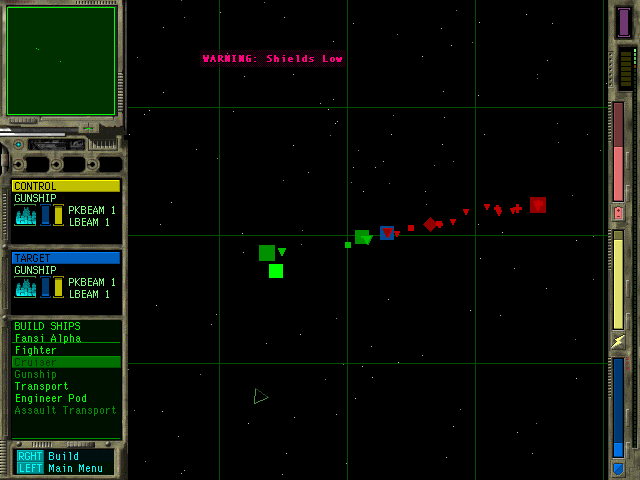 WARNING: Shields Low
CONTROL
GUNSHIP
PKBEAM 1
LBEAM 1
TARGET
GUNSHIP
PKBEAM 1
LBEAM 1
BUILD SHIPS
Fansi Alpha
Fighter
Cruiser
Gunship
Transport
Engineer Pod
Assault Transport
RGHT Build
LEFT Main Menu